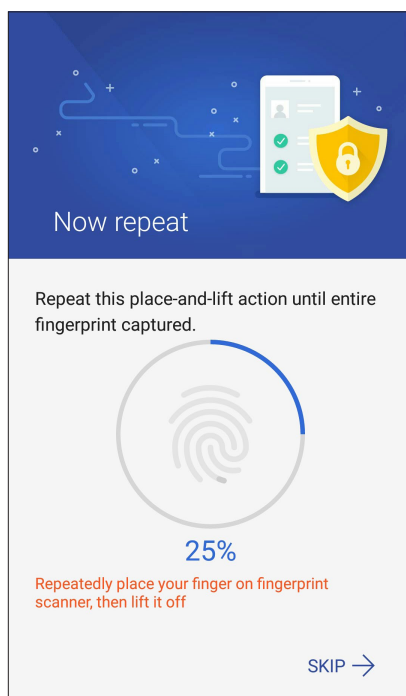 Now repeat
Repeat this place-and-lift action until entire
fingerprint captured.
25%
Repeatedly place your finger on fingerprint
scanner, then lift it off
SKIP